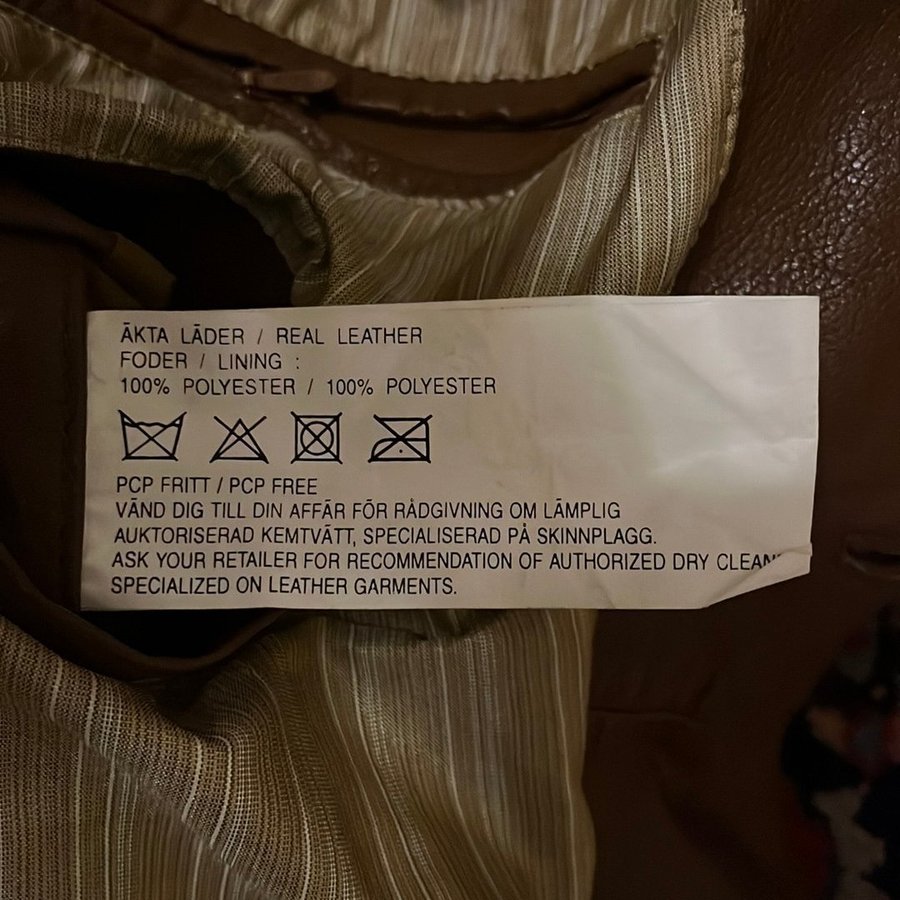 ÄKTA LÄDER / REAL LEATHER
FODER / LINING :
100% POLYESTER / 100% POLYESTER
PCP FRITT / PCP FREE
VÄND DIG TILL DIN AFFÄR FÖR RÅDGIVNING OM LÄMPLIG
AUKTORISERAD KEMTVÄTT, SPECIALISERAD PÅ SKINNPLAGG.
ASK YOUR RETAILER FOR RECOMMENDATION OF AUTHORIZED DRY
SPECIALIZED ON LEATHER GARMENTS.